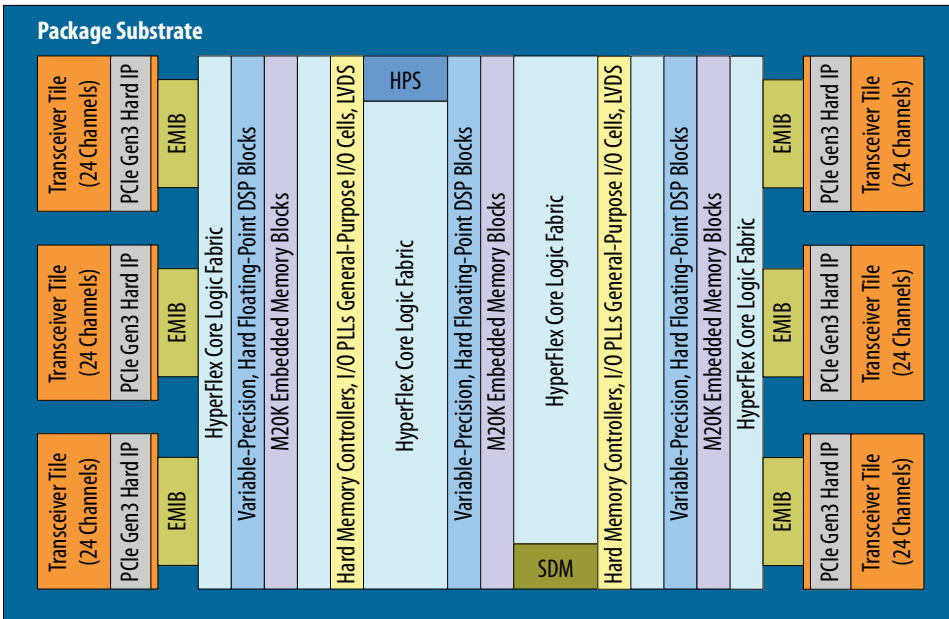 Package Substrate
Transceiver Tile
(24 Channels)
PCIe Gen3 Hard IP
EMIB
Transceiver Tile
(24 Channels)
PCIe Gen3 Hard IP
EMIB
Transceiver Tile
(24 Channels)
PCIe Gen3 Hard IP
EMIB
HyperFlex Core Logic Fabric
Variable-Precision, Hard Floating-Point DSP Blocks
M20K Embedded Memory Blocks
Hard Memory Controllers, I/O PLLs General-Purpose I/O Cells, LVDS
HPS
HyperFlex Core Logic Fabric
Variable-Precision, Hard Floating-Point DSP Blocks
M20K Embedded Memory Blocks
HyperFlex Core Logic Fabric
SDM
Hard Memory Controllers, I/O PLLs General-Purpose I/O Cells, LVDS
Variable-Precision, Hard Floating-Point DSP Blocks
M20K Embedded Memory Blocks
HyperFlex Core Logic Fabric
EMIB
PCIe Gen3 Hard IP
Transceiver Tile
(24 Channels)
EMIB
PCIe Gen3 Hard IP
Transceiver Tile
(24 Channels)
EMIB
PCIe Gen3 Hard IP
Transceiver Tile
(24 Channels)